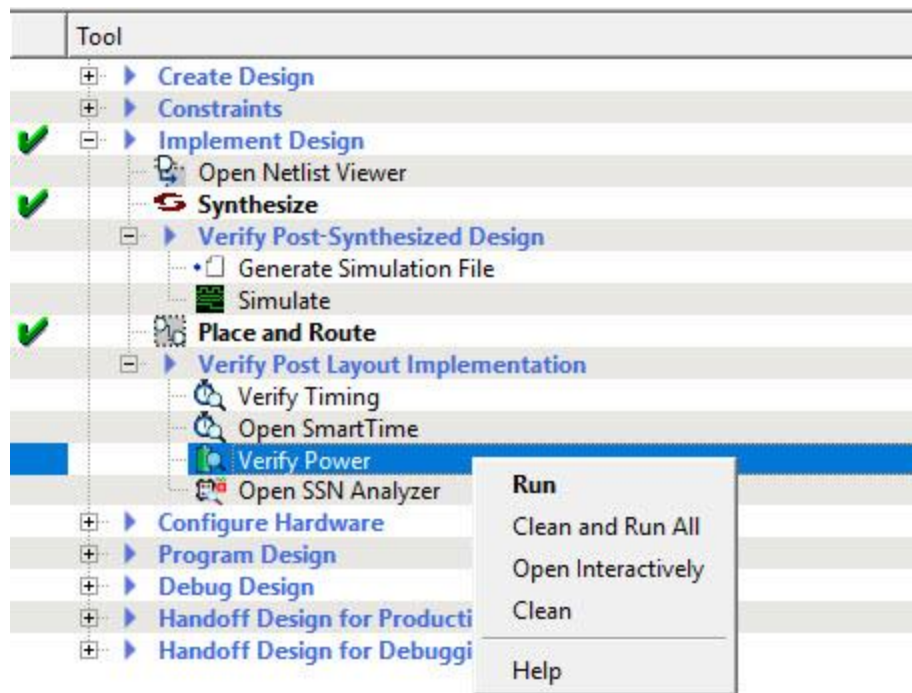 Tool
Create Design
Constraints
Implement Design
Open Netlist Viewer
Synthesize
Verify Post-Synthesized Design
Generate Simulation File
Simulate
Place and Route
Verify Post Layout Implementation
Verify Timing
Open SmartTime
Verify Power
Open SSN Analyzer
Configure Hardware
Program Design
Debug Design
Handoff Design for Producti
Handoff Design for Debuggi
Run
Clean and Run All
Open Interactively
Clean
Help